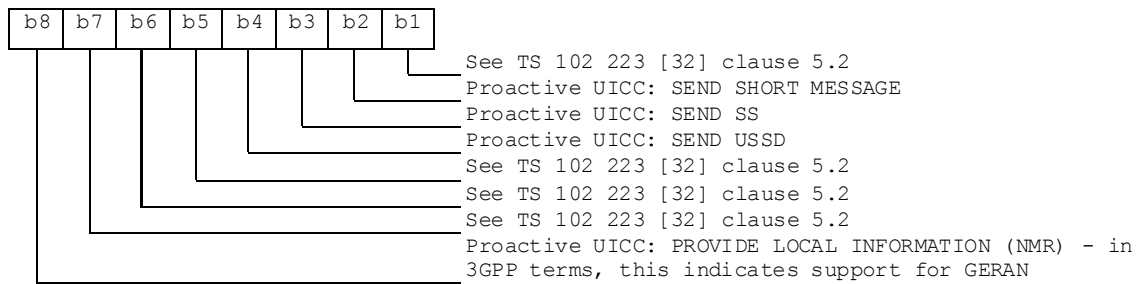 b8 b7 b6 b5 b4 b3 b2 b1
See TS 102 223 [32] clause 5.2
Proactive UICC: SEND SHORT MESSAGE
Proactive UICC: SEND SS
Proactive UICC: SEND USSD
See TS 102 223 [32] clause 5.2
See TS 102 223 [32] clause 5.2
See TS 102 223 [32] clause 5.2
Proactive UICC: PROVIDE LOCAL INFORMATION (NMR) - in
3GPP terms, this indicates support for GERAN